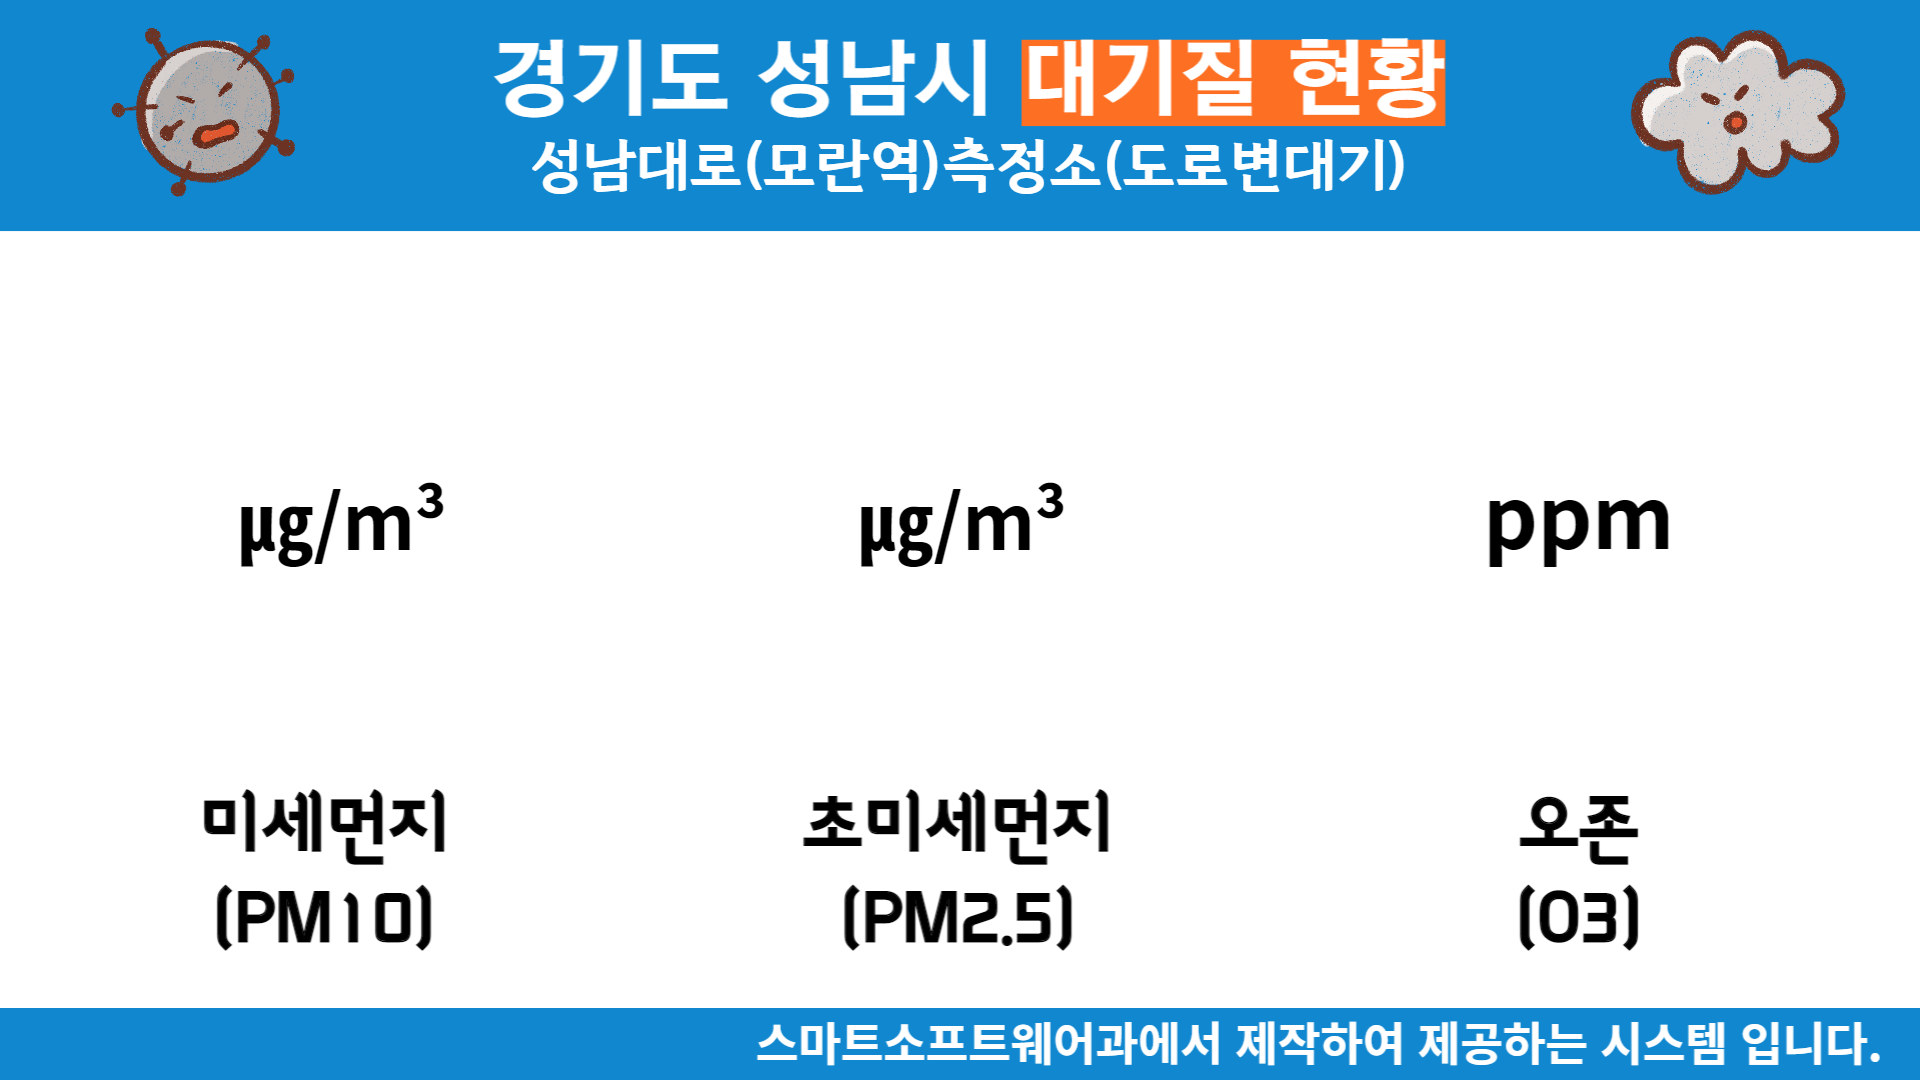 경기도 성남시 대기질 현황
성남대로(모란역)측정소(도로변대기)
㎍/m³ ㎍/m³ ppm
미세먼지 초미세먼지 오존
(PM10) (PM2.5) (O3)
스마트소프트웨어과에서 제작하여 제공하는 시스템 입니다.